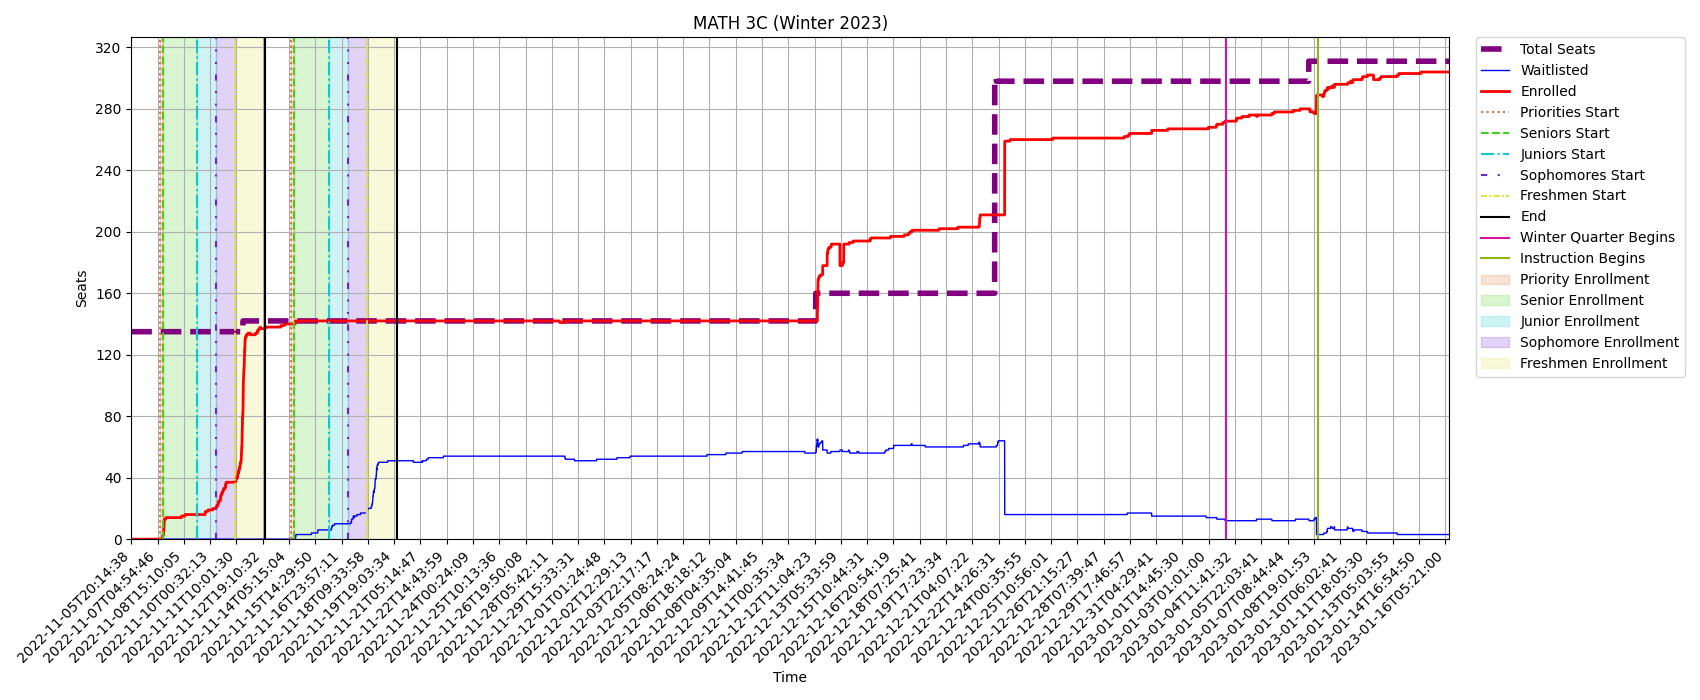 MATH 3C (Winter 2023)
Seats
320
280
240
200
160
120
80
40
0
2022-11-05T20:14:38
2022-11-07T04:54:46
2022-11-08T15:10:05
2022-11-10T00:32:13
2022-11-11T10:01:30
2022-11-12T19:10:32
2022-11-14T05:15:04
2022-11-15T14:29:50
2022-11-16T23:57:11
2022-11-18T09:33:58
2022-11-19T19:03:34
2022-11-21T05:14:47
2022-11-22T14:43:59
2022-11-24T00:24:09
2022-11-25T10:13:36
2022-11-26T19:50:08
2022-11-28T05:42:11
2022-11-29T15:33:31
2022-12-01T01:24:48
2022-12-02T12:29:13
2022-12-03T22:17:17
2022-12-05T08:24:24
2022-12-06T18:18:12
2022-12-08T04:35:04
2022-12-09T14:41:45
2022-12-11T00:35:34
2022-12-12T11:04:23
2022-12-13T05:33:59
2022-12-15T10:44:31
2022-12-16T20:54:19
2022-12-18T07:25:41
2022-12-19T17:23:34
2022-12-21T04:07:22
2022-12-22T14:26:31
2022-12-24T00:35:55
2022-12-25T10:56:01
2022-12-26T21:15:27
2022-12-28T07:39:47
2022-12-29T17:46:57
2022-12-31T04:29:41
2023-01-01T14:45:30
2023-01-03T01:01:00
2023-01-04T11:41:32
2023-01-05T22:03:41
2023-01-07T08:44:44
2023-01-08T19:01:53
2023-01-10T06:02:41
2023-01-11T18:05:30
2023-01-13T05:03:55
2023-01-14T16:54:50
2023-01-16T05:21:00
Time
Total Seats
Waitlisted
Enrolled
Priorities Start
Seniors Start
Juniors Start
Sophomores Start
Freshmen Start
End
Winter Quarter Begins
Instruction Begins
Priority Enrollment
Senior Enrollment
Junior Enrollment
Sophomore Enrollment
Freshmen Enrollment